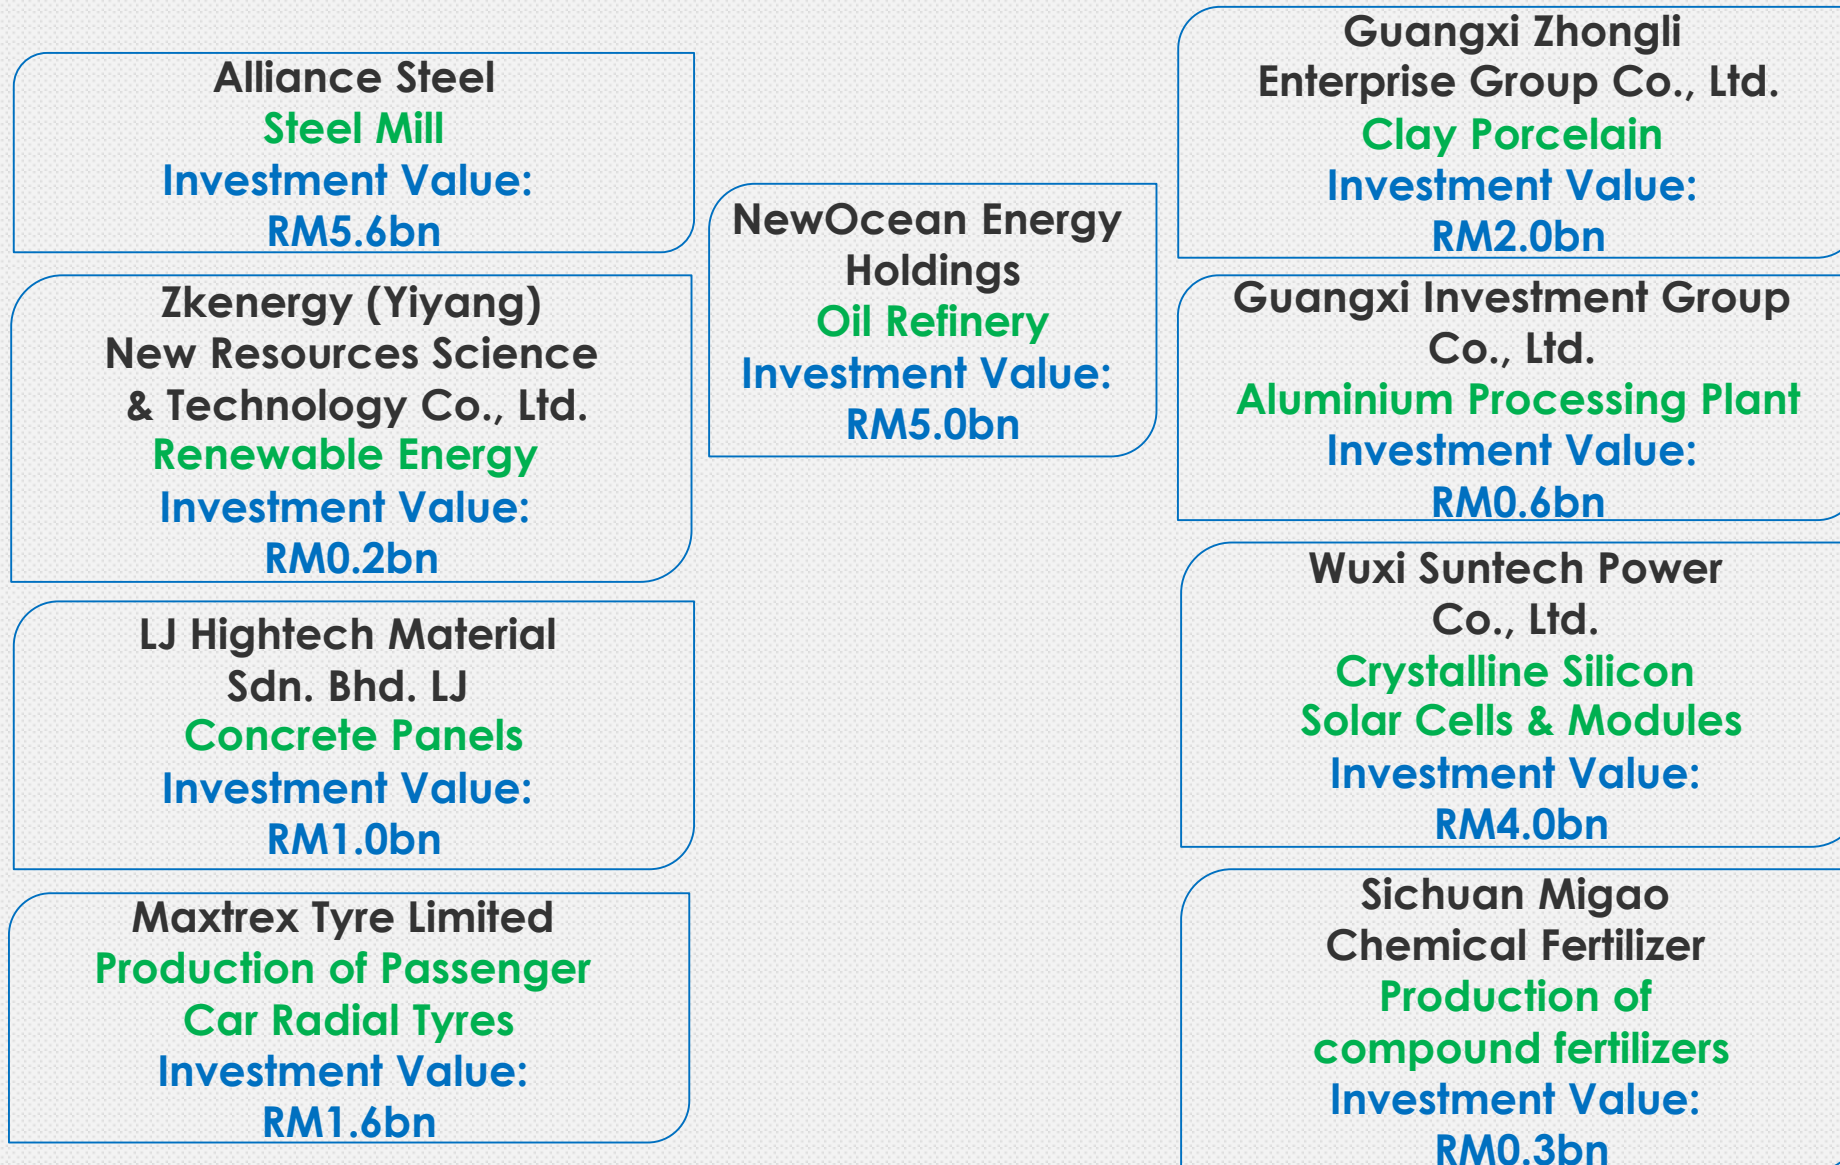 Alliance Steel
Steel Mill
Investment Value:
RM5.6bn
Zkenergy (Yiyang)
New Resources Science
& Technology Co., Ltd.
Renewable Energy
Investment Value:
RM0.2bn
LJ Hightech Material
Sdn. Bhd. LJ
Concrete Panels
Investment Value:
RM1.0bn
Maxtrex Tyre Limited
Production of Passenger
Car Radial Tyres
Investment Value:
RM1.6bn
NewOcean Energy
Holdings
Oil Refinery
Investment Value:
RM5.0bn
Guangxi Zhongli
Enterprise Group Co., Ltd.
Clay Porcelain
Investment Value:
RM2.0bn
Guangxi Investment Group
Co., Ltd.
Aluminium Processing Plant
Investment Value:
RM0.6bn
Wuxi Suntech Power
Co., Ltd.
Crystalline Silicon
Solar Cells & Modules
Investment Value:
RM4.0bn
Sichuan Migao
Chemical Fertilizer
Production of
compound fertilizers
Investment Value:
RM0.3bn